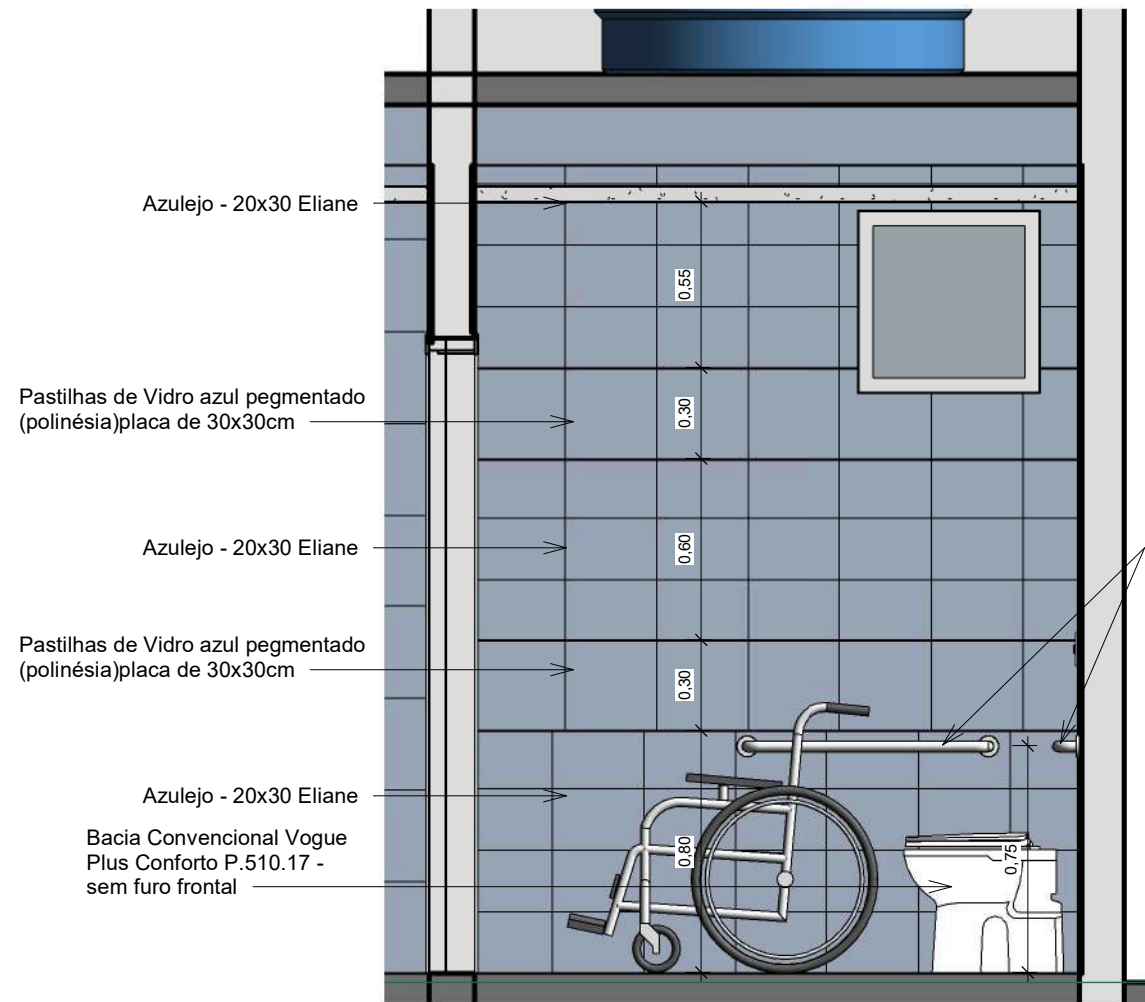 Azulejo - 20x30 Eliane
0,55
Pastilhas de Vidro azul pegmentado
(polinésia)placa de 30x30cm
0,30
Azulejo - 20x30 Eliane
0,60
Pastilhas de Vidro azul pegmentado
(polinésia)placa de 30x30cm
0,30
Azulejo - 20x30 Eliane
Bacia Convencional Vogue
Plus Conforto P.510.17 -
sem furo frontal
0,80
0,75